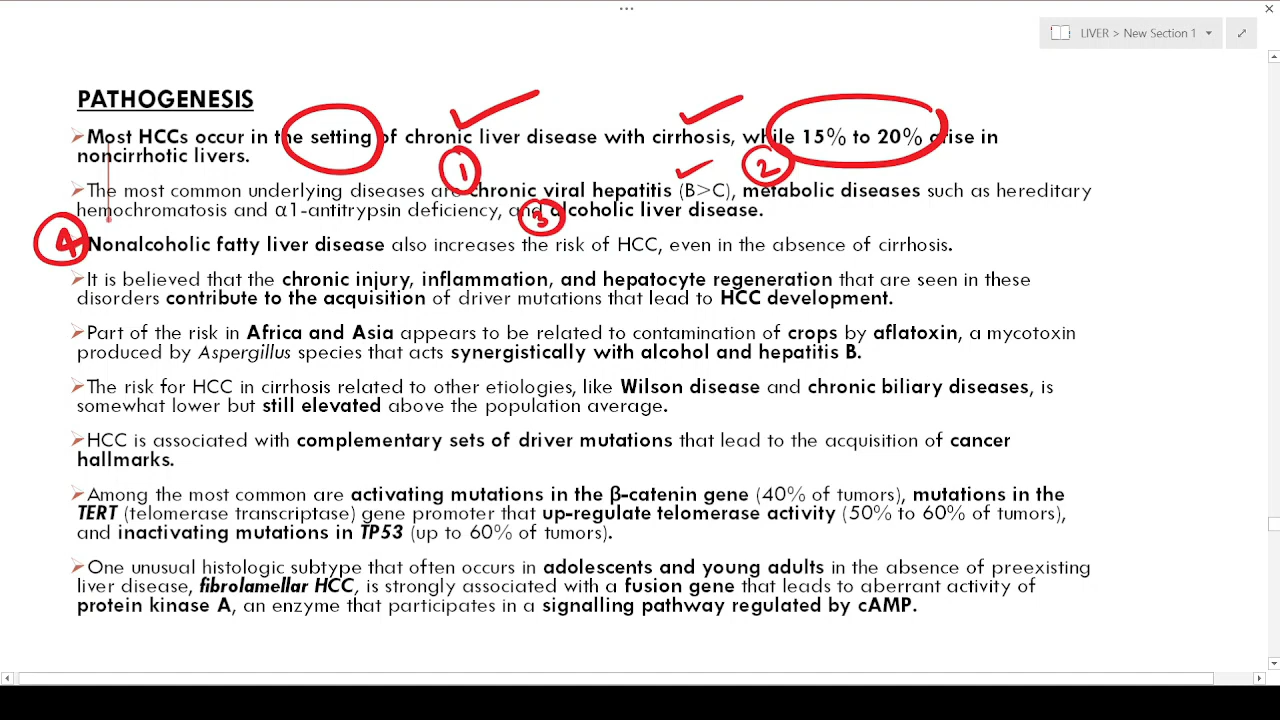 LIVER > New Section 1
PATHOGENESIS
Most HCCs occur in the setting of chronic liver disease with cirrhosis, while 15% to 20% arise in
noncirrhotic livers.
1
2
The most common underlying diseases are chronic viral hepatitis (B>C), metabolic diseases such as hereditary
hemochromatosis and α1-antitrypsin deficiency, and alcoholic liver disease.
3
4
Nonalcoholic fatty liver disease also increases the risk of HCC, even in the absence of cirrhosis.
It is believed that the chronic injury, inflammation, and hepatocyte regeneration that are seen in these
disorders contribute to the acquisition of driver mutations that lead to HCC development.
Part of the risk in Africa and Asia appears to be related to contamination of crops by aflatoxin, a mycotoxin
produced by Aspergillus species that acts synergistically with alcohol and hepatitis B.
The risk for HCC in cirrhosis related to other etiologies, like Wilson disease and chronic biliary diseases, is
somewhat lower but still elevated above the population average.
HCC is associated with complementary sets of driver mutations that lead to the acquisition of cancer
hallmarks.
Among the most common are activating mutations in the β-catenin gene (40% of tumors), mutations in the
TERT (telomerase transcriptase) gene promoter that up-regulate telomerase activity (50% to 60% of tumors),
and inactivating mutations in TP53 (up to 60% of tumors).
One unusual histologic subtype that often occurs in adolescents and young adults in the absence of preexisting
liver disease, fibrolamellar HCC, is strongly associated with a fusion gene that leads to aberrant activity of
protein kinase A, an enzyme that participates in a signalling pathway regulated by cAMP.